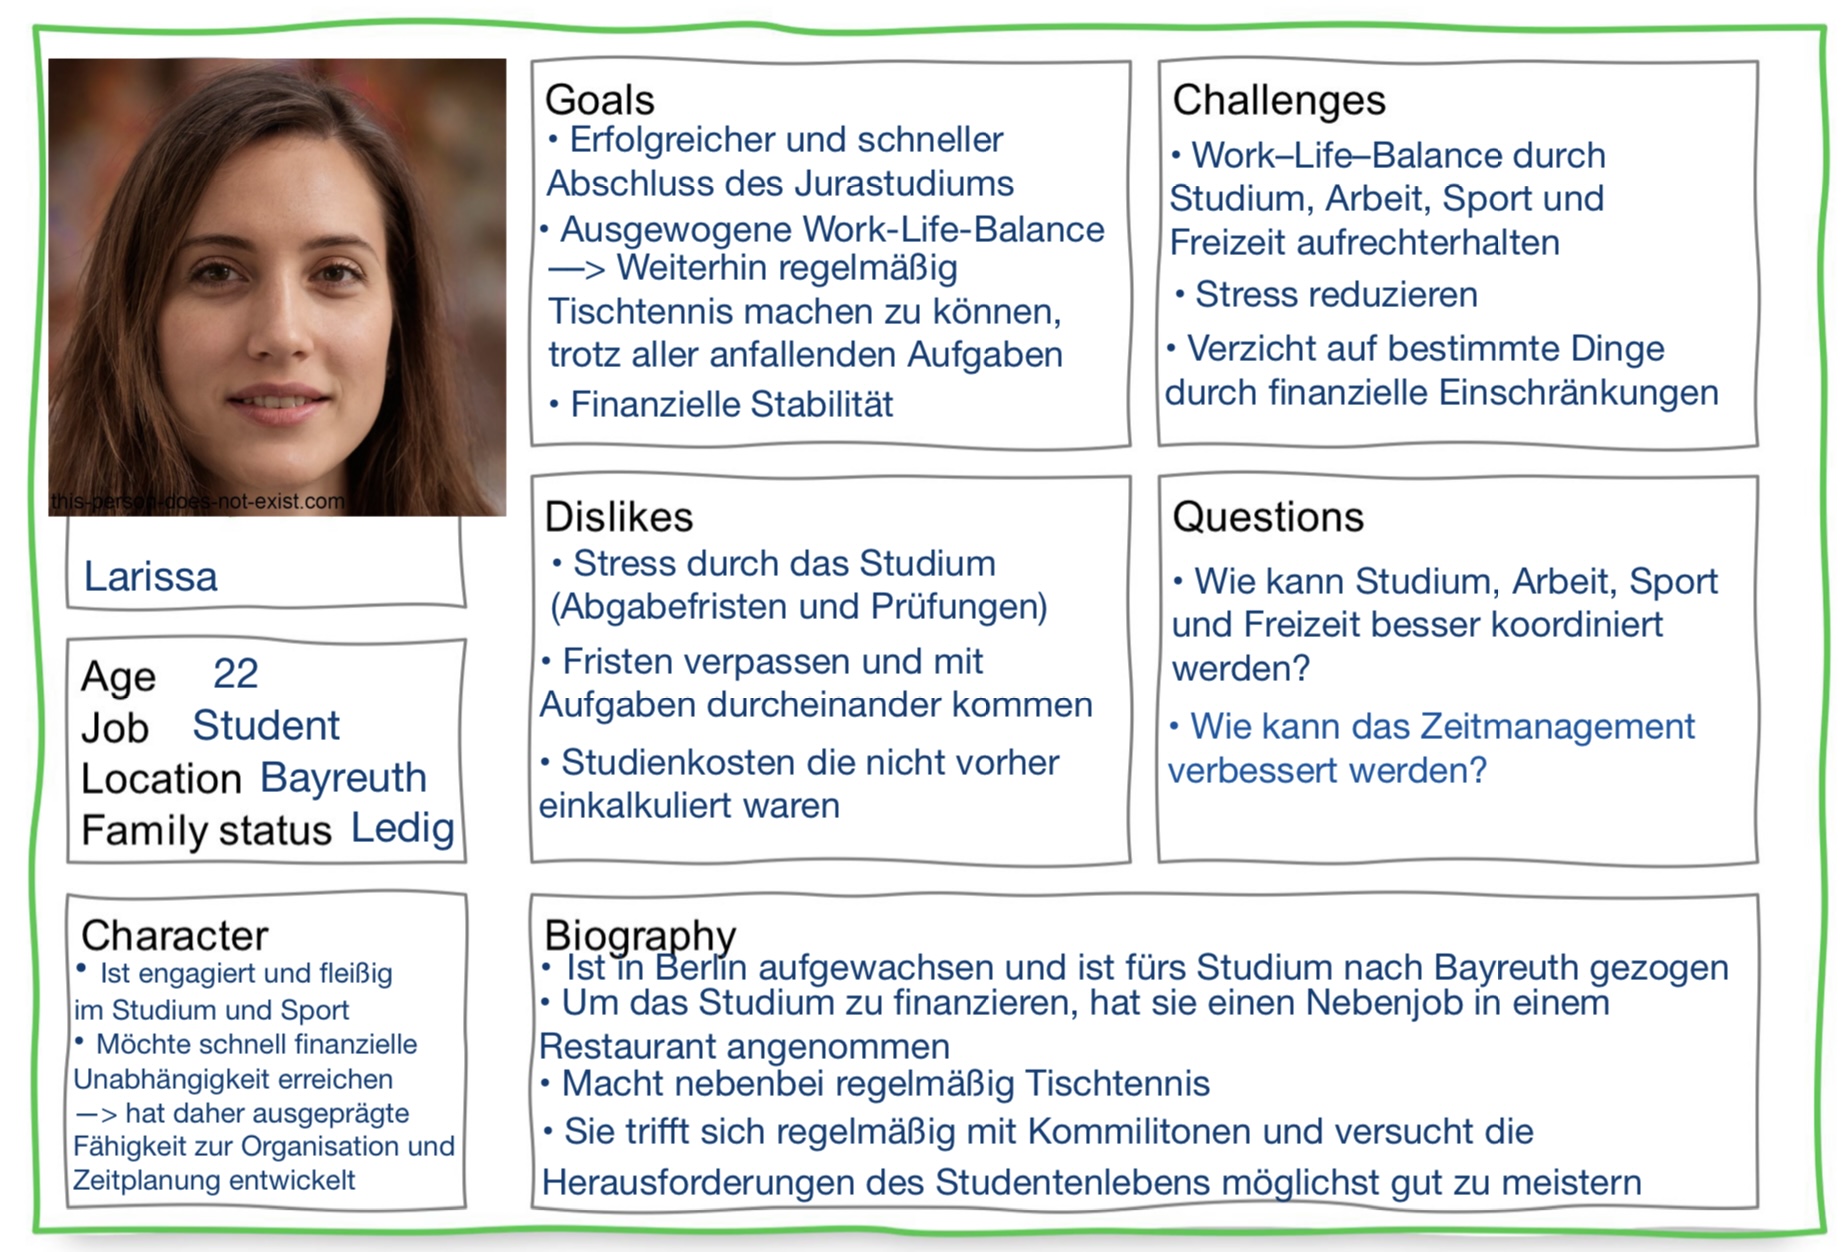 this-person-does-not-exist.com
Larissa
Age 22
Job Student
Location Bayreuth
Family status Ledig
Character
• Ist engagiert und fleißig
im Studium und Sport
• Möchte schnell finanzielle
Unabhängigkeit erreichen
—> hat daher ausgeprägte
Fähigkeit zur Organisation und
Zeitplanung entwickelt
Goals
• Erfolgreicher und schneller
Abschluss des Jurastudiums
• Ausgewogene Work-Life-Balance
—> Weiterhin regelmäßig
Tischtennis machen zu können,
trotz aller anfallenden Aufgaben
• Finanzielle Stabilität
Challenges
• Work–Life–Balance durch
Studium, Arbeit, Sport und
Freizeit aufrechterhalten
• Stress reduzieren
• Verzicht auf bestimmte Dinge
durch finanzielle Einschränkungen
Dislikes
• Stress durch das Studium
(Abgabefristen und Prüfungen)
• Fristen verpassen und mit
Aufgaben durcheinander kommen
• Studienkosten die nicht vorher
einkalkuliert waren
Questions
• Wie kann Studium, Arbeit, Sport
und Freizeit besser koordiniert
werden?
• Wie kann das Zeitmanagement
verbessert werden?
Biography
• Ist in Berlin aufgewachsen und ist fürs Studium nach Bayreuth gezogen
• Um das Studium zu finanzieren, hat sie einen Nebenjob in einem
Restaurant angenommen
• Macht nebenbei regelmäßig Tischtennis
• Sie trifft sich regelmäßig mit Kommilitonen und versucht die
Herausforderungen des Studentenlebens möglichst gut zu meistern